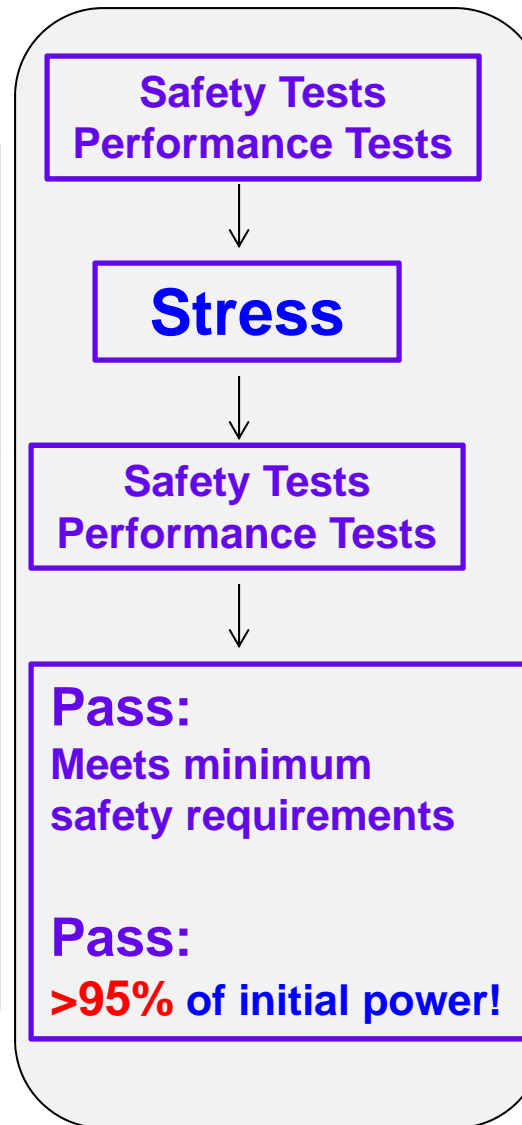 Safety Tests
Performance Tests
Stress
Safety Tests
Performance Tests
Pass:
Meets minimum
safety requirements
Pass:
>95% of initial power!